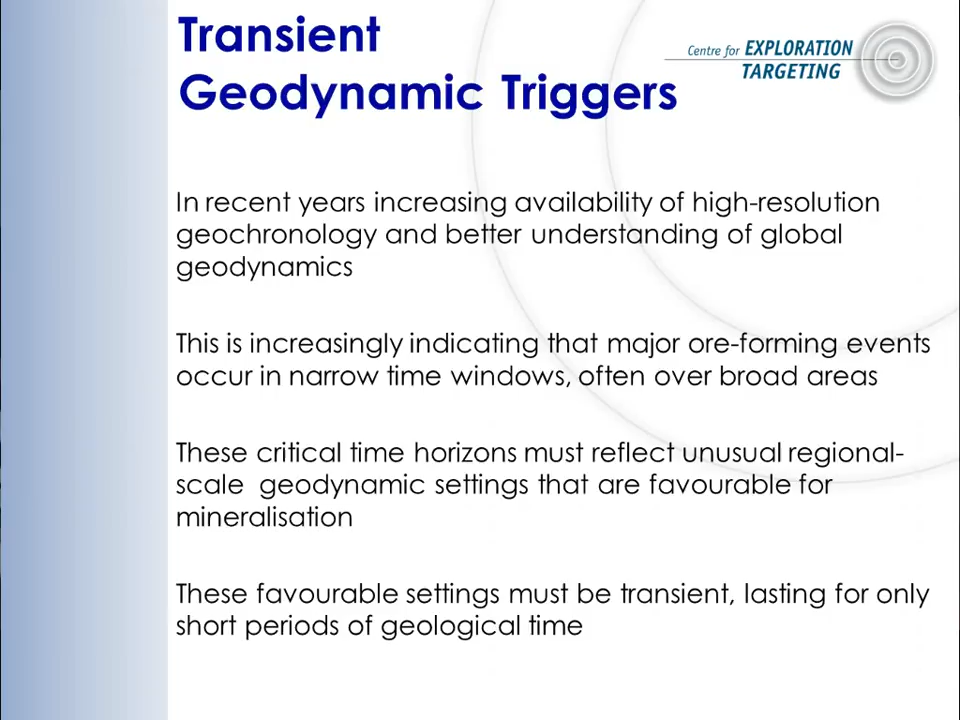 Transient
Geodynamic Triggers
Centre for EXPLORATION
TARGETING
In recent years increasing availability of high-resolution
geochronology and better understanding of global
geodynamics
This is increasingly indicating that major ore-forming events
occur in narrow time windows, often over broad areas
These critical time horizons must reflect unusual regional-
scale geodynamic settings that are favourable for
mineralisation
These favourable settings must be transient, lasting for only
short periods of geological time